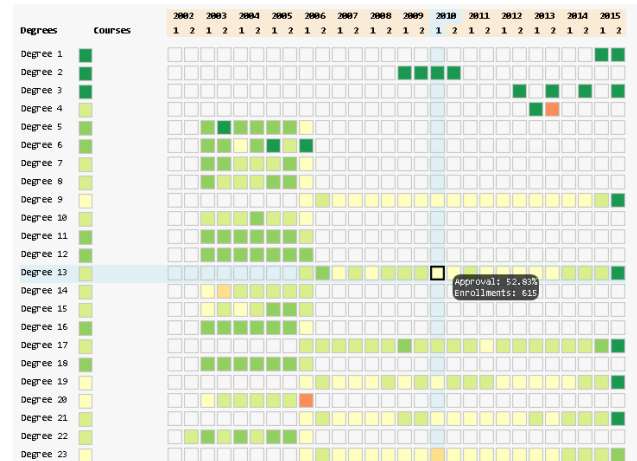 2002 2003 2004 2005 2006 2007 2008 2009 2010 2011 2012 2013 2014 2015
Degrees Courses 1 2 1 2 1 2 1 2 1 2 1 2 1 2 1 2 1 2 1 2 1 2 1 2 1 2 1 2
Degree 1
Degree 2
Degree 3
Degree 4
Degree 5
Degree 6
Degree 7
Degree 8
Degree 9
Degree 10
Degree 11
Degree 12
Degree 13
Approval: 52.03%
Enrollments: 615
Degree 14
Degree 15
Degree 16
Degree 17
Degree 18
Degree 19
Degree 20
Degree 21
Degree 22
Degree 23